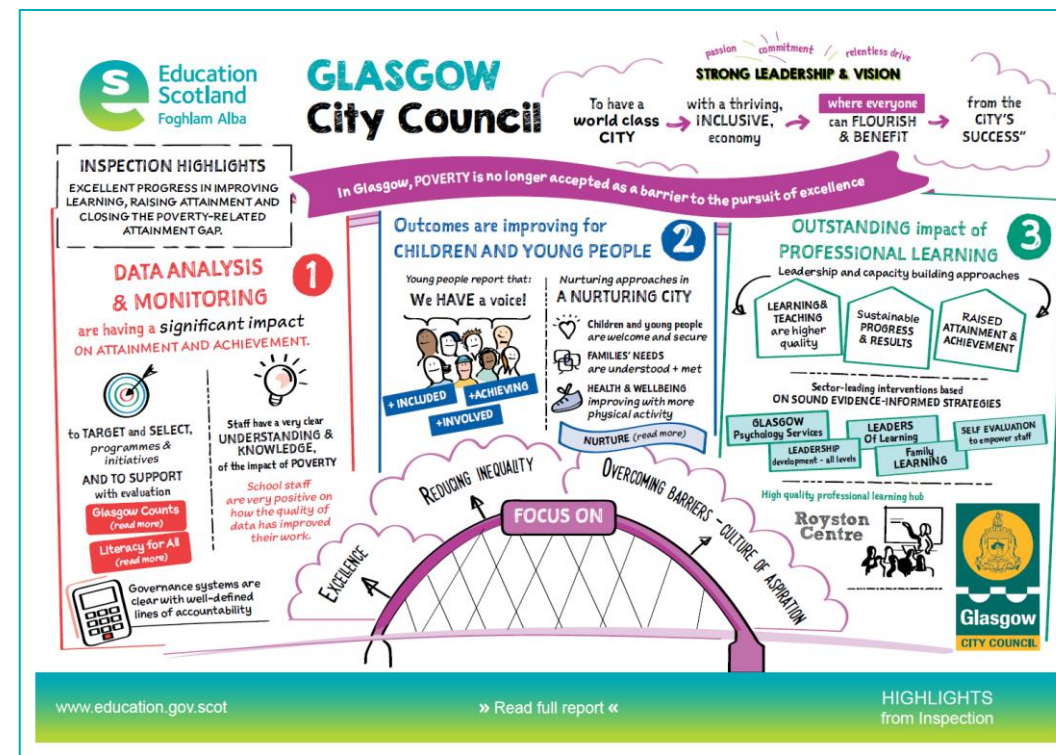 Education
Scotland
Foghlam Alba
GLASGOW
City Council
passion commitment relentless drive
STRONG LEADERSHIP & VISION
To have a
world class
CITY
with a thriving,
INCLUSIVE,
economy
where everyone
can FLOURISH
& BENEFIT
from the
CITY'S
SUCCESS"
INSPECTION HIGHLIGHTS
EXCELLENT PROGRESS IN IMPROVING
LEARNING, RAISING ATTAINMENT AND
CLOSING THE POVERTY-RELATED
ATTAINMENT GAP.
In Glasgow, POVERTY is no longer accepted as a barrier to the pursuit of excellence
DATA ANALYSIS
& MONITORING
1
are having a significant impact
ON ATTAINMENT AND ACHIEVEMENT.
to TARGET and SELECT,
programmes &
initiatives
AND TO SUPPORT
with evaluation
Glasgow Counts
(read more)
Literacy for All
(read more)
Staff have a very clear
UNDERSTANDING &
KNOWLEDGE,
of the impact of POVERTY
School staff
are very positive on
how the quality of
data has improved
their work.
Governance systems are
clear with well-defined
lines of accountability
Outcomes are improving for
CHILDREN AND YOUNG PEOPLE
2
Young people report that:
We HAVE a voice!
+ INCLUDED
+ACHIEVING
+INVOLVED
Nurturing approaches in
A NURTURING CITY
Children and young people
are welcome and secure
FAMILIES' NEEDS
are understood + met
HEALTH & WELLBEING
improving with more
physical activity
NURTURE (read more)
OUTSTANDING impact of
PROFESSIONAL LEARNING
3
Leadership and capacity building approaches
LEARNING &
TEACHING
are higher
quality
Sustainable
PROGRESS
& RESULTS
RAISED
ATTAINMENT &
ACHIEVEMENT
Sector-leading interventions based
ON SOUND EVIDENCE-INFORMED STRATEGIES
GLASGOW
Psychology Services
LEADERS
Of Learning
SELF EVALUATION
to empower staff
LEADERSHIP
development - all levels
Family
LEARNING
High quality professional learning hub
Royston
Centre
Glasgow
CITY COUNCIL
FOCUS ON
EXCELLENCE
REDUCING INEQUALITY
OVERCOMING BARRIERS - CULTURE OF ASPIRATION
www.education.gov.scot
» Read full report «
HIGHLIGHTS
from Inspection